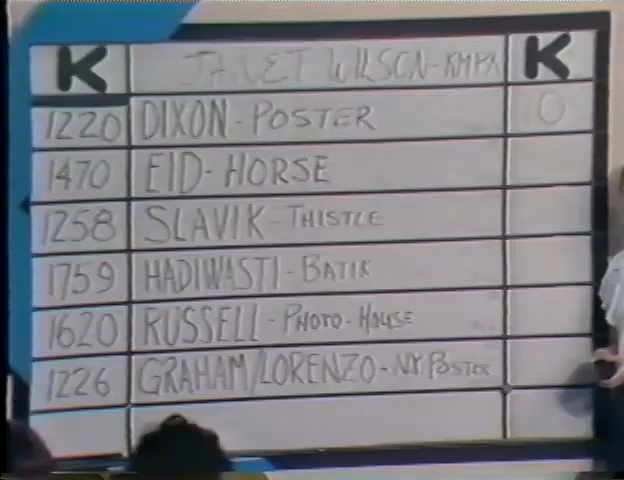 K JANET WILSON-KMPX K
1220 DIXON-POSTER 0
1470 EID-HORSE
1258 SLAVIK-THISTLE
1759 HADIWASTI-BATIK
1620 RUSSELL-PHOTO-HOUSE
1226 GRAHAM/LORENZO-N.Y. POSTER